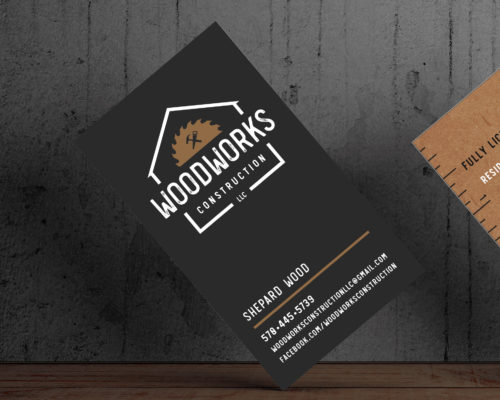 WOODWORKS
CONSTRUCTION
LLC
SHEPARD WOOD
578-445-5739
WOODWORKSCONSTRUCTIONLLC@GMAIL.COM
FACEBOOK.COM/WOODWORKSCONSTRUCTION
FULLY LIC
RESID